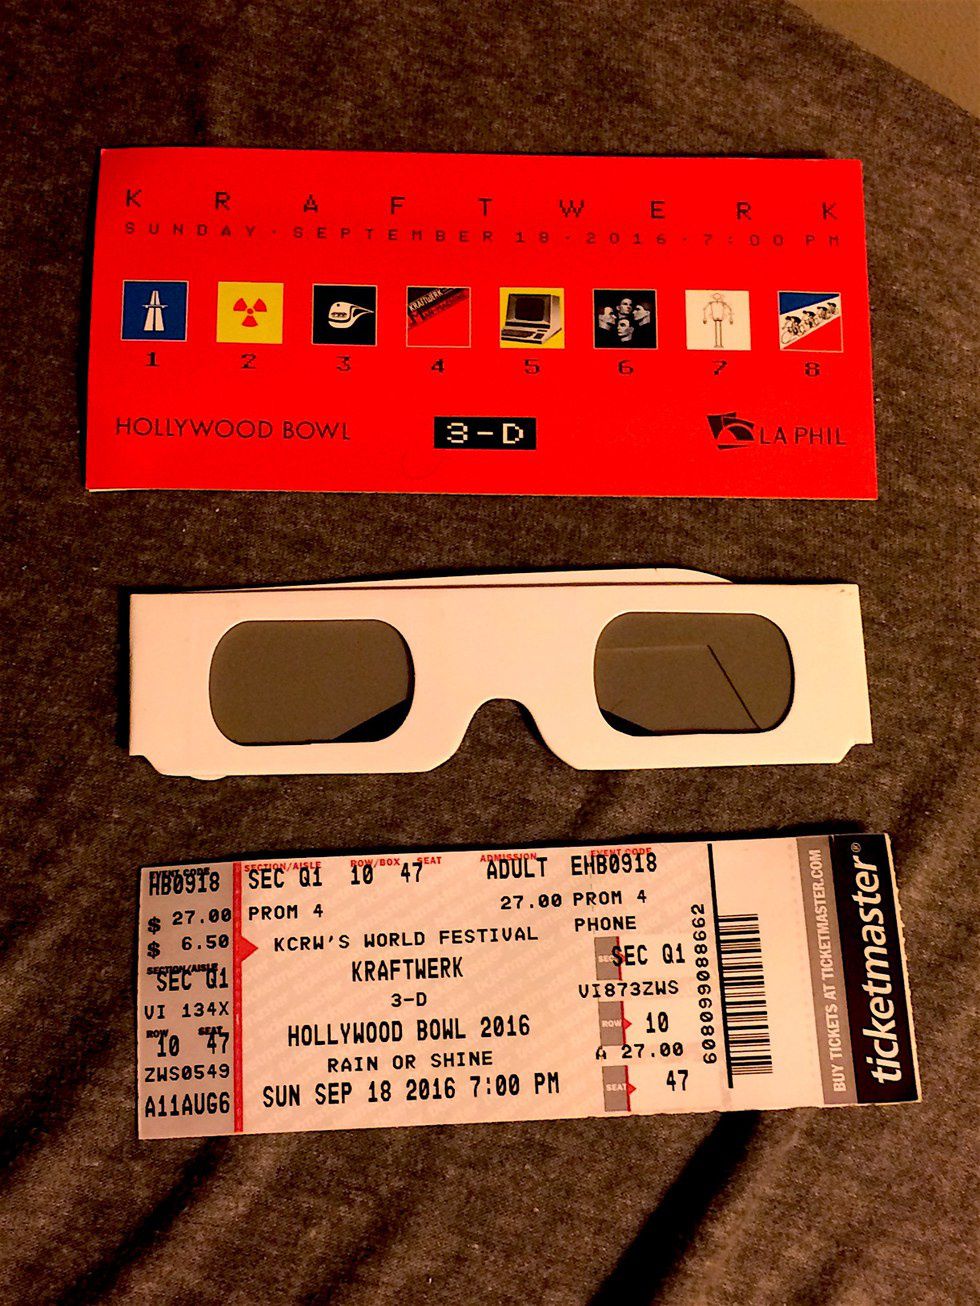 K R A F T W E R K
SUNDAY · SEPTEMBER 18 · 2016 · 7:00 PM
KRAFTWERK
1 2 3 4 5 6 7 8
HOLLYWOOD BOWL 3-D LA PHIL
EVENT CODE
HB0918
$ 27.00
$ 6.50
SECTION/AISLE
SEC Q1
VI 134X
ROW SEAT
10 47
ZWS0549
A11AUG6
SECTION/AISLE ROW/BOX SEAT ADMISSION EVENT CODE
SEC Q1 10 47 ADULT EHB0918
PROM 4 27.00 PROM 4
KCRW'S WORLD FESTIVAL
KRAFTWERK
3-D
HOLLYWOOD BOWL 2016
RAIN OR SHINE
SUN SEP 18 2016 7:00 PM
PHONE
SEC Q1
VI873ZWS
ROW 10
A 27.00
SEAT 47
6080999088662
BUY TICKETS AT TICKETMASTER.COM
ticketmaster®